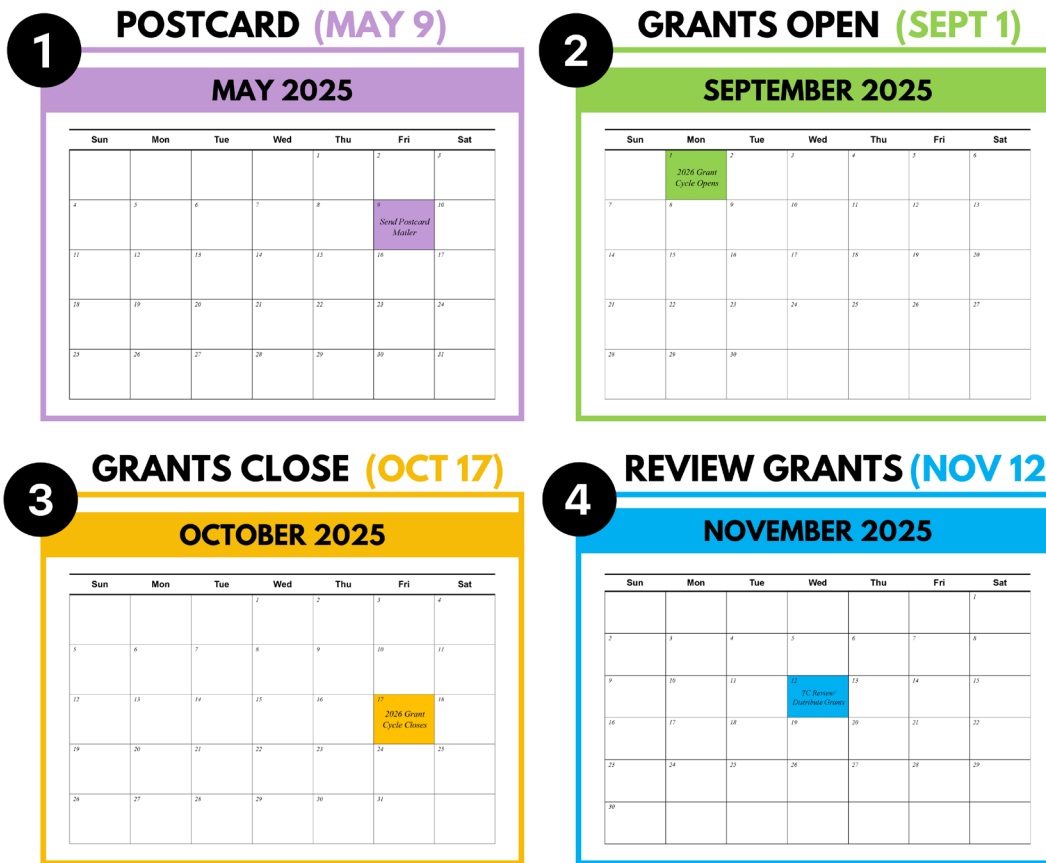 1
POSTCARD (MAY 9)
MAY 2025
Sun Mon Tue Wed Thu Fri Sat
1 2 3
4 5 6 7 8 9 10
Send Postcard
Mailer
11 12 13 14 15 16 17
18 19 20 21 22 23 24
25 26 27 28 29 30 31
2
GRANTS OPEN (SEPT 1)
SEPTEMBER 2025
Sun Mon Tue Wed Thu Fri Sat
1 2 3 4 5 6
2026 Grant
Cycle Opens
7 8 9 10 11 12 13
14 15 16 17 18 19 20
21 22 23 24 25 26 27
28 29 30
3
GRANTS CLOSE (OCT 17)
OCTOBER 2025
Sun Mon Tue Wed Thu Fri Sat
1 2 3 4
5 6 7 8 9 10 11
12 13 14 15 16 17 18
2026 Grant
Cycle Closes
19 20 21 22 23 24 25
26 27 28 29 30 31
4
REVIEW GRANTS (NOV 12
NOVEMBER 2025
Sun Mon Tue Wed Thu Fri Sat
1
2 3 4 5 6 7 8
9 10 11 12 13 14 15
TC Review/
Distribute Grants
16 17 18 19 20 21 22
23 24 25 26 27 28 29
30